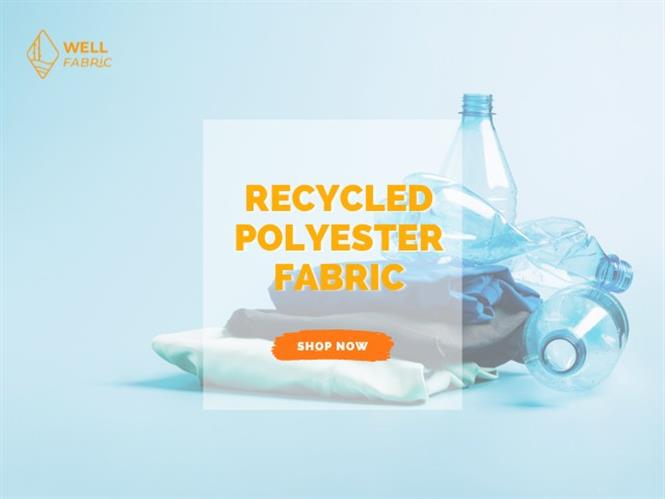 WELL
FABRIC
RECYCLED
POLYESTER
FABRIC
SHOP NOW